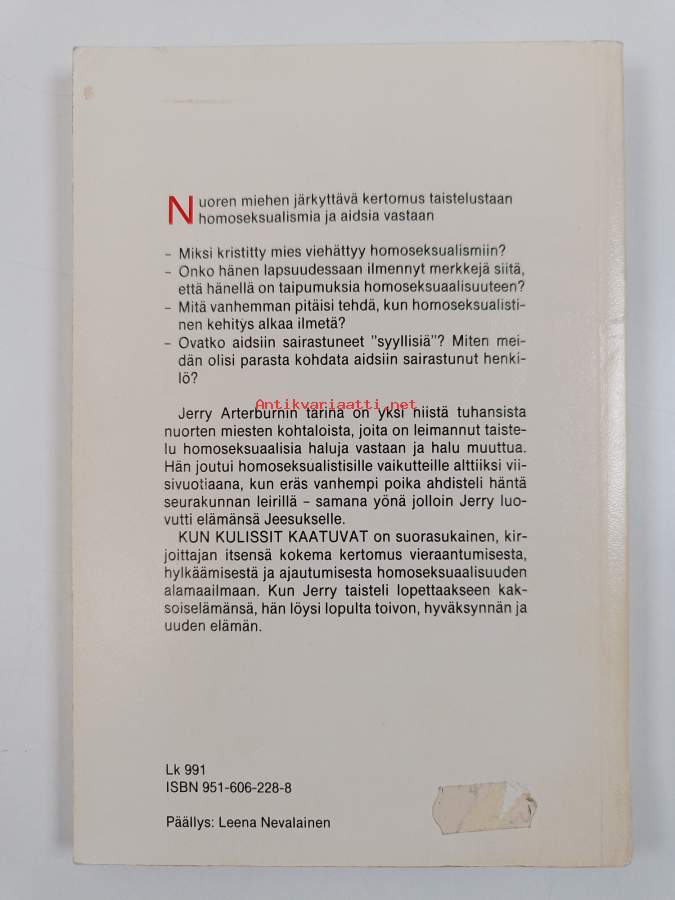 Nuoren miehen järkyttävä kertomus taistelustaan
homoseksualismia ja aidsia vastaan
– Miksi kristitty mies viehättyy homoseksualismiin?
– Onko hänen lapsuudessaan ilmennyt merkkejä siitä,
että hänellä on taipumuksia homoseksuaalisuuteen?
– Mitä vanhemman pitäisi tehdä, kun homoseksualisti-
nen kehitys alkaa ilmetä?
– Ovatko aidsiin sairastuneet ”syyllisiä”? Miten mei-
dän olisi parasta kohdata aidsiin sairastunut henki-
lö?
Antikvariaatti.net
Jerry Arterburnin tarina on yksi niistä tuhansista
nuorten miesten kohtaloista, joita on leimannut taiste-
lu homoseksuaalisia haluja vastaan ja halu muuttua.
Hän joutui homoseksualistisille vaikutteille alttiiksi vii-
sivuotiaana, kun eräs vanhempi poika ahdisteli häntä
seurakunnan leirillä – samana yönä jolloin Jerry luo-
vutti elämänsä Jeesukselle.
KUN KULISSIT KAATUVAT on suorasukainen, kir-
joittajan itsensä kokema kertomus vieraantumisesta,
hylkäämisestä ja ajautumisesta homoseksuaalisuuden
alamaailmaan. Kun Jerry taisteli lopettaakseen kak-
soiselämänsä, hän löysi lopulta toivon, hyväksynnän ja
uuden elämän.
Lk 991
ISBN 951-606-228-8
Päällys: Leena Nevalainen